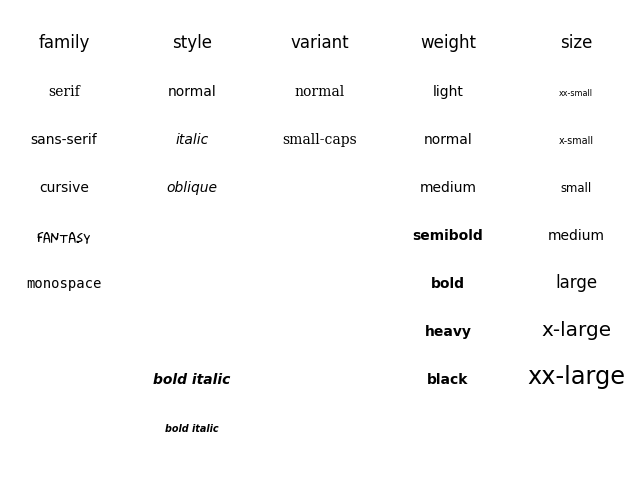 family style variant weight size
serif normal normal light xx-small
sans-serif italic small-caps normal x-small
cursive oblique medium small
FANTASY semibold medium
monospace bold large
heavy x-large
bold italic black xx-large
bold italic